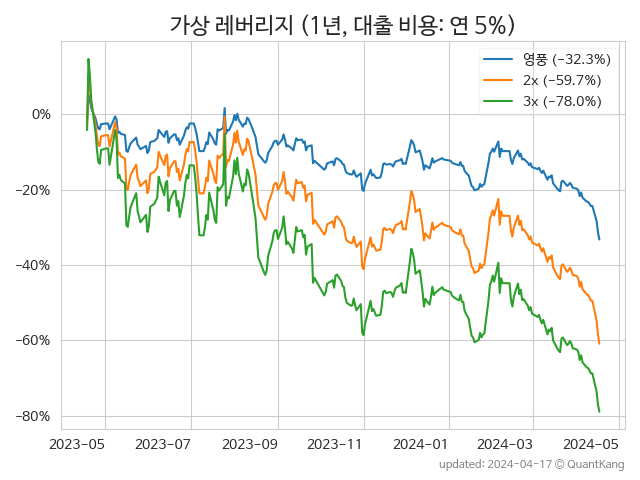 가상 레버리지 (1년, 대출 비용: 연 5%)
영풍 (−32.3%)
2x (−59.7%)
3x (−78.0%)
0%
−20%
−40%
−60%
−80%
2023-05 2023-07 2023-09 2023-11 2024-01 2024-03 2024-05
updated: 2024-04-17 © QuantKang